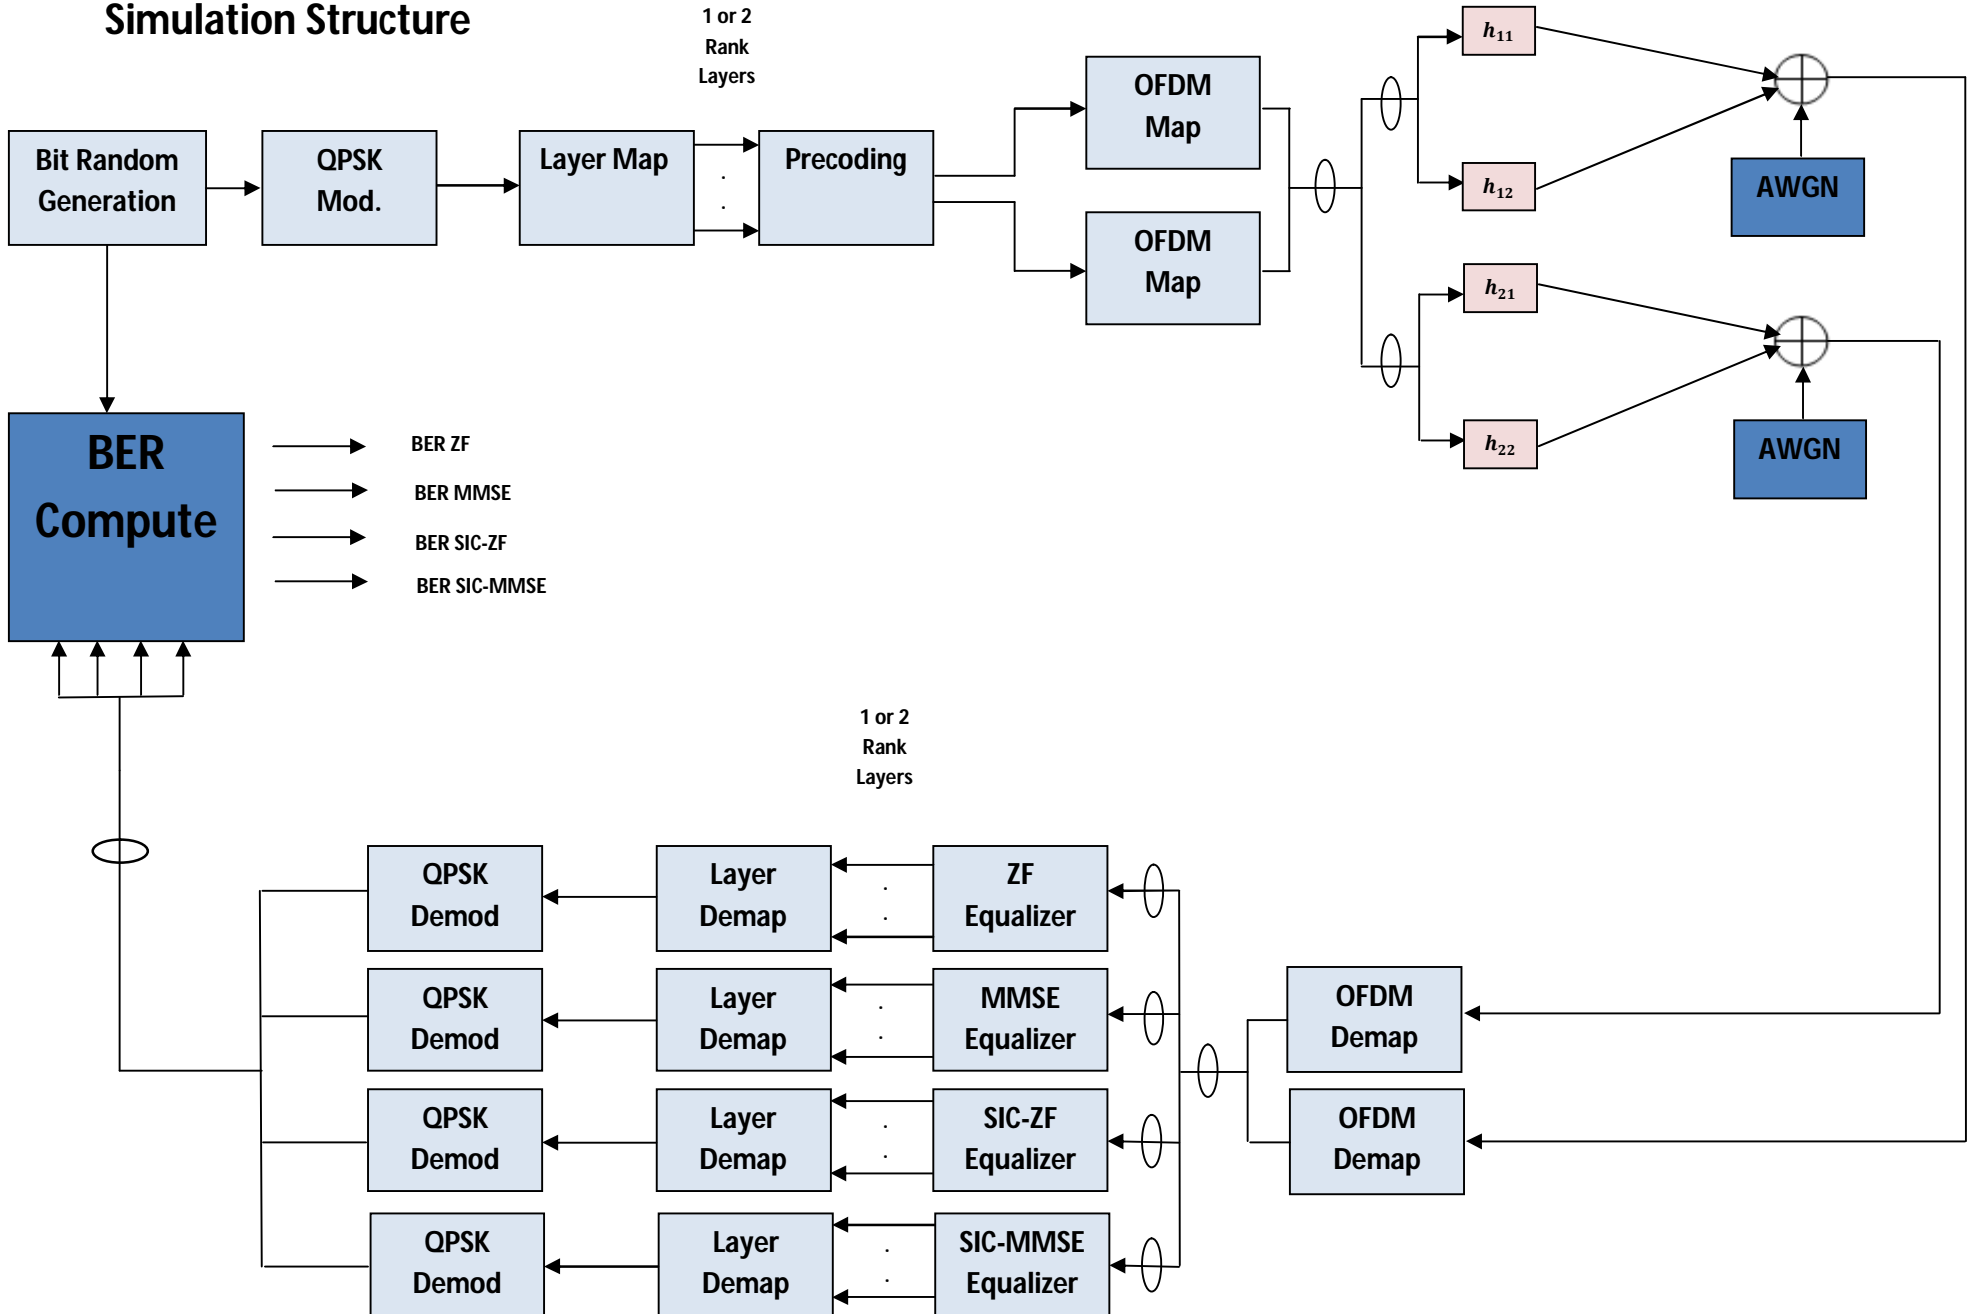 Simulation Structure
1 or 2
Rank
Layers
Bit Random
Generation
QPSK
Mod.
Layer Map
Precoding
OFDM
Map
OFDM
Map
h₁₁
h₁₂
AWGN
h₂₁
h₂₂
AWGN
BER
Compute
BER ZF
BER MMSE
BER SIC-ZF
BER SIC-MMSE
1 or 2
Rank
Layers
QPSK
Demod
Layer
Demap
ZF
Equalizer
QPSK
Demod
Layer
Demap
MMSE
Equalizer
OFDM
Demap
QPSK
Demod
Layer
Demap
SIC-ZF
Equalizer
OFDM
Demap
QPSK
Demod
Layer
Demap
SIC-MMSE
Equalizer